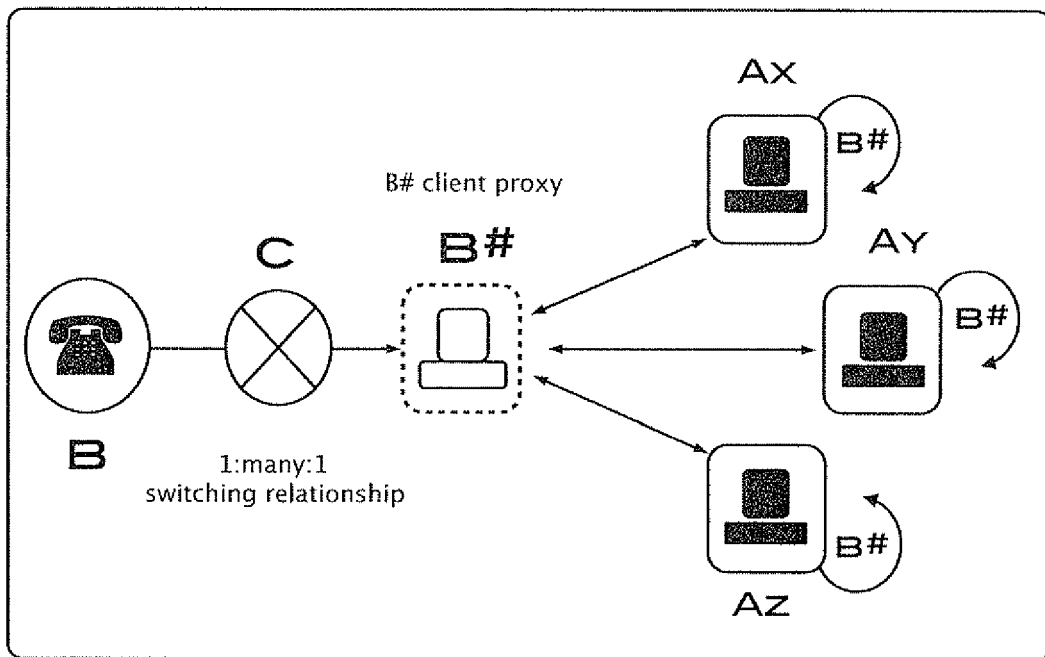 AX
B#
B# client proxy
C
B#
AY
B#
B
1:many:1
switching relationship
B#
AZ